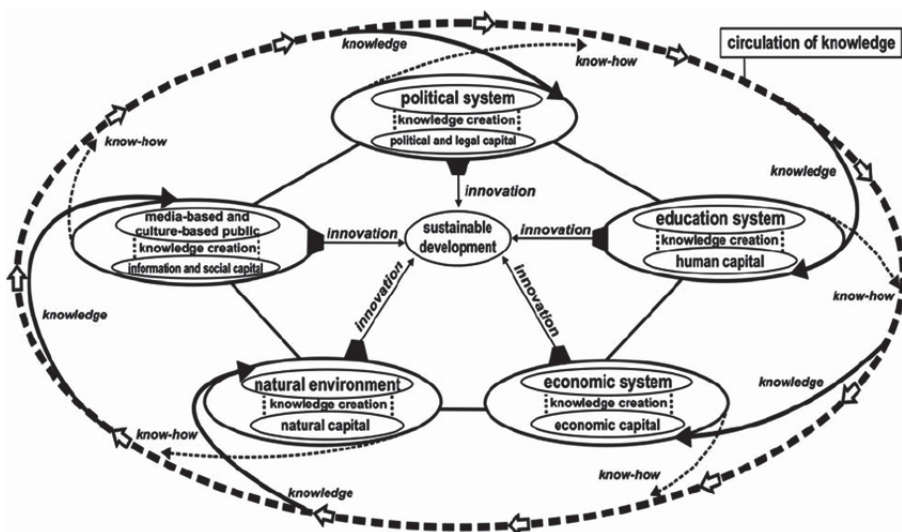 knowledge
know-how
circulation of knowledge
political system
knowledge creation
political and legal capital
know-how
knowledge
innovation
media-based and
culture-based public
knowledge creation
information and social capital
innovation
sustainable
development
innovation
education system
knowledge creation
human capital
know-how
knowledge
innovation
innovation
natural environment
knowledge creation
natural capital
economic system
knowledge creation
economic capital
knowledge
know-how
knowledge
know-how